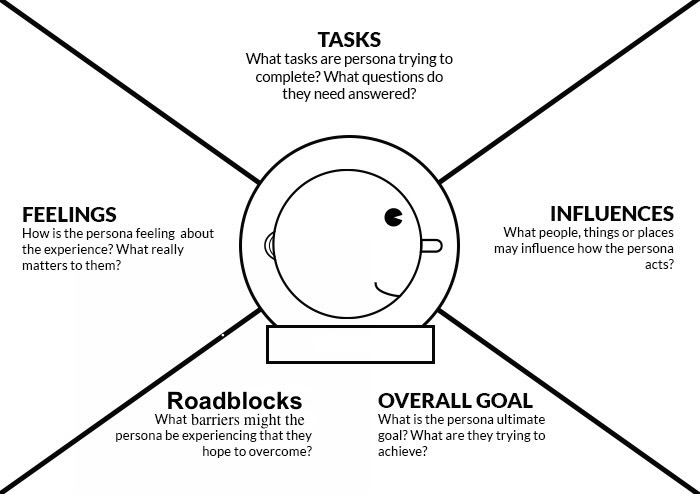 TASKS
What tasks are persona trying to
complete? What questions do
they need answered?
FEELINGS
How is the persona feeling about
the experience? What really
matters to them?
INFLUENCES
What people, things or places
may influence how the persona
acts?
Roadblocks
What barriers might the
persona be experiencing that they
hope to overcome?
OVERALL GOAL
What is the persona ultimate
goal? What are they trying to
achieve?